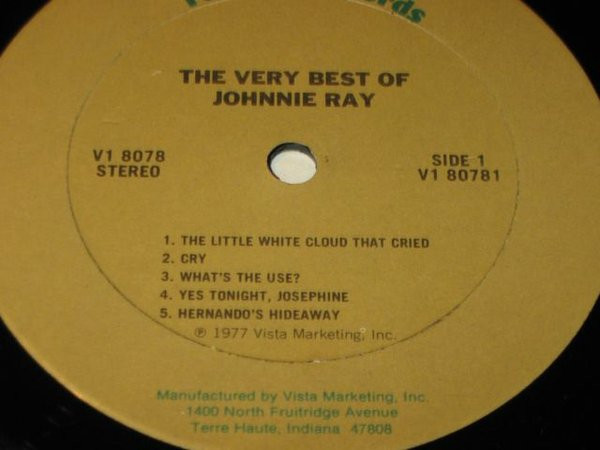 THE VERY BEST OF
JOHNNIE RAY
V1 8078
STEREO
SIDE 1
V1 80781
1. THE LITTLE WHITE CLOUD THAT CRIED
2. CRY
3. WHAT'S THE USE?
4. YES TONIGHT, JOSEPHINE
5. HERNANDO'S HIDEAWAY
℗ 1977 Vista Marketing, Inc.
Manufactured by Vista Marketing, Inc.
1400 North Fruitridge Avenue
Terre Haute, Indiana 47808